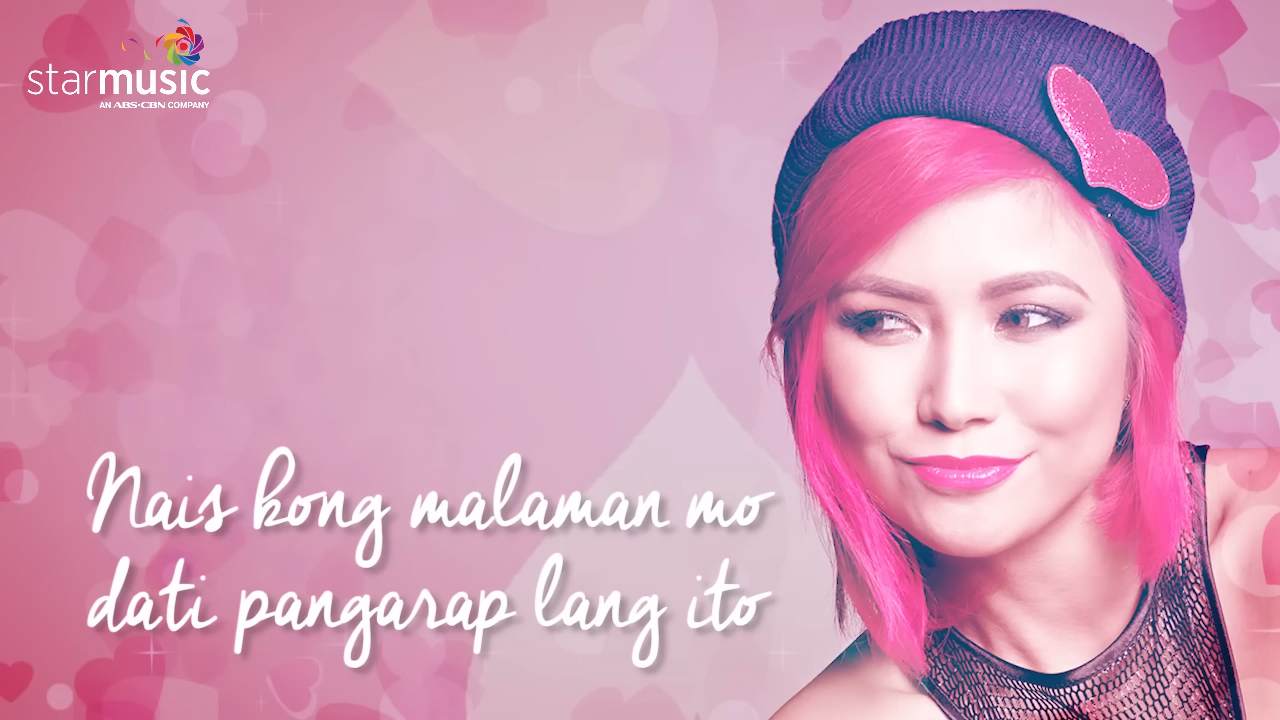 starmusic
AN ABS-CBN COMPANY
Nais kong malaman mo
dati pangarap lang ito